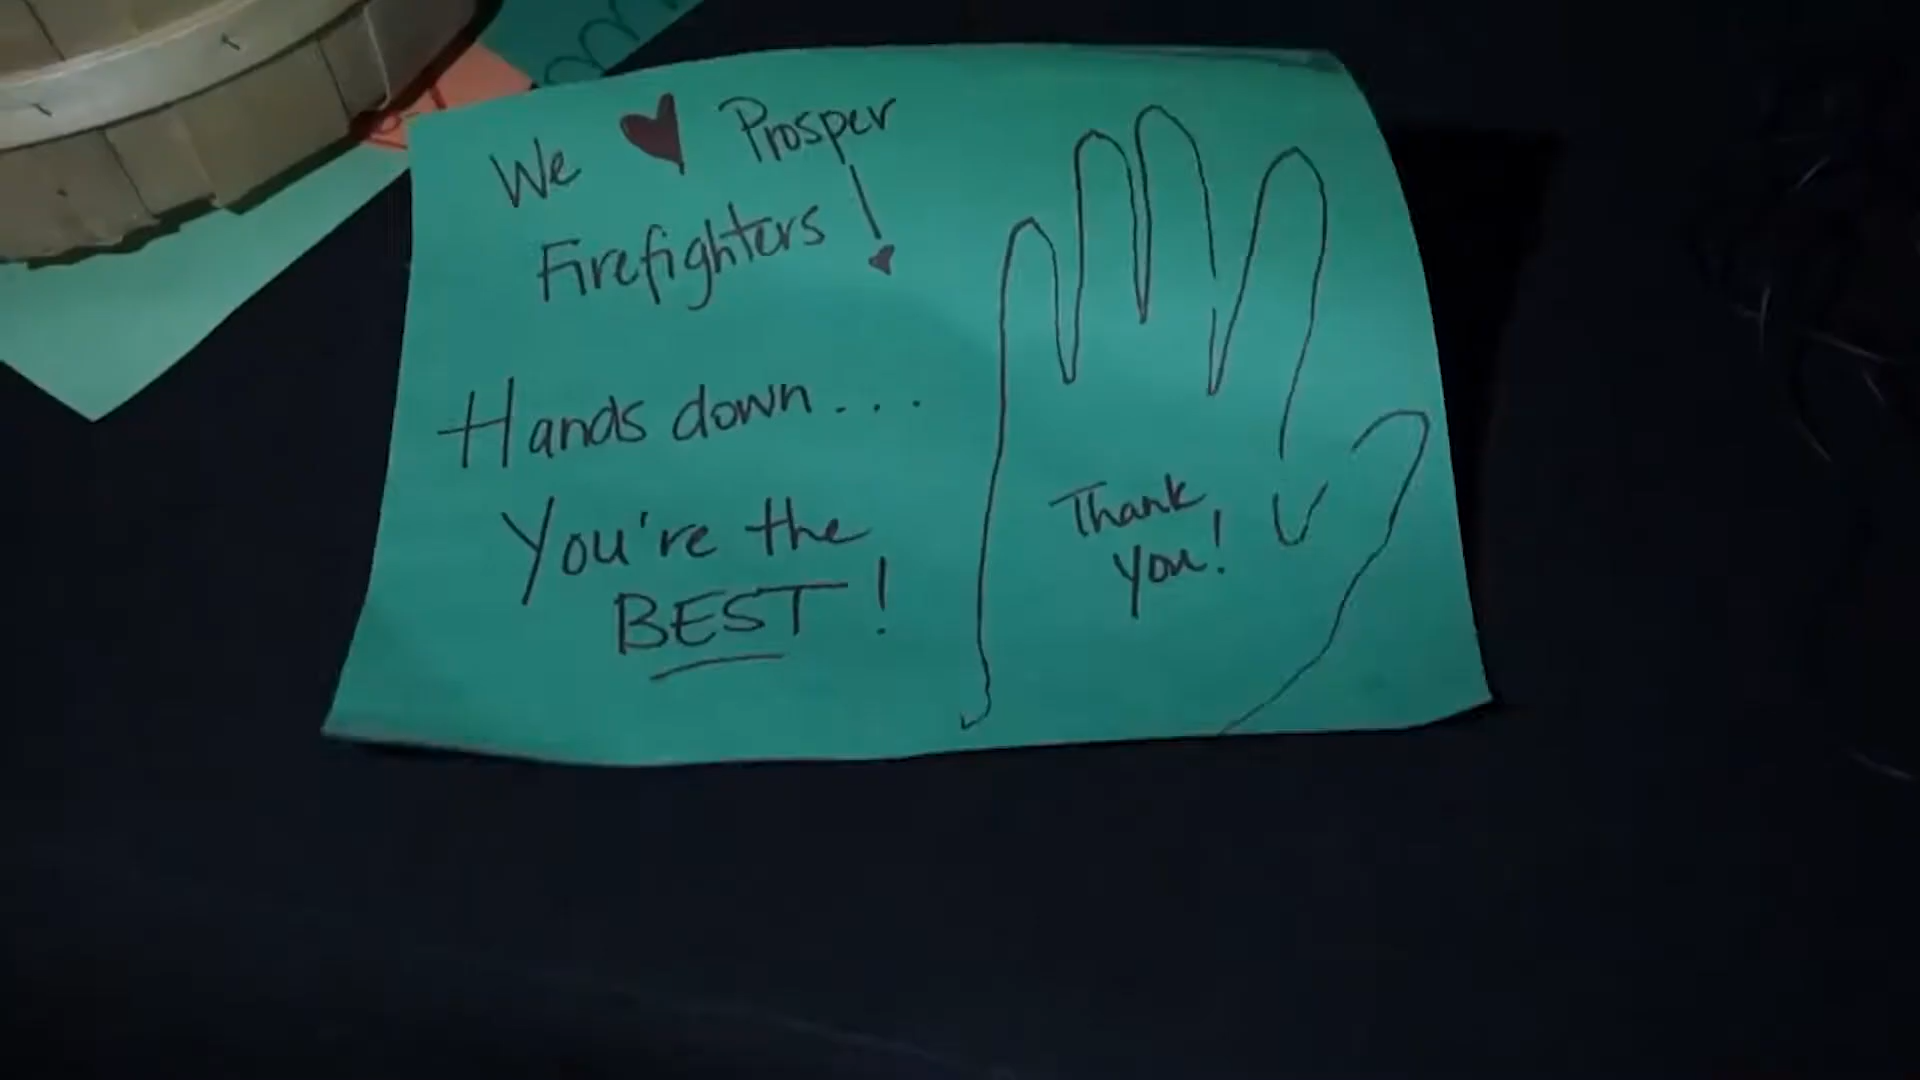 We ♥ Prosper
Firefighters!
Hands down...
You're the
BEST!
Thank
you!